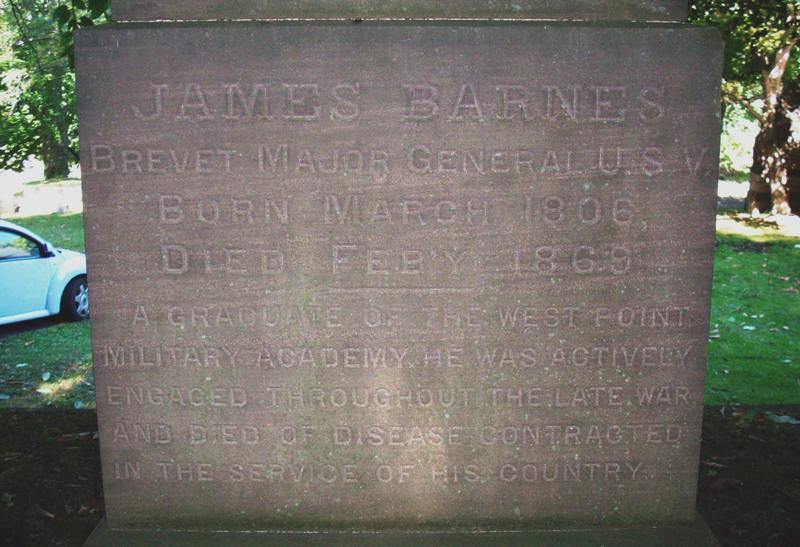 JAMES BARNES
BREVET MAJOR GENERAL U.S.V.
BORN MARCH 1806
DIED FEB'Y 1869
A GRADUATE OF THE WEST POINT
MILITARY ACADEMY. HE WAS ACTIVELY
ENGAGED THROUGHOUT THE LATE WAR
AND DIED OF DISEASE CONTRACTED
IN THE SERVICE OF HIS COUNTRY.